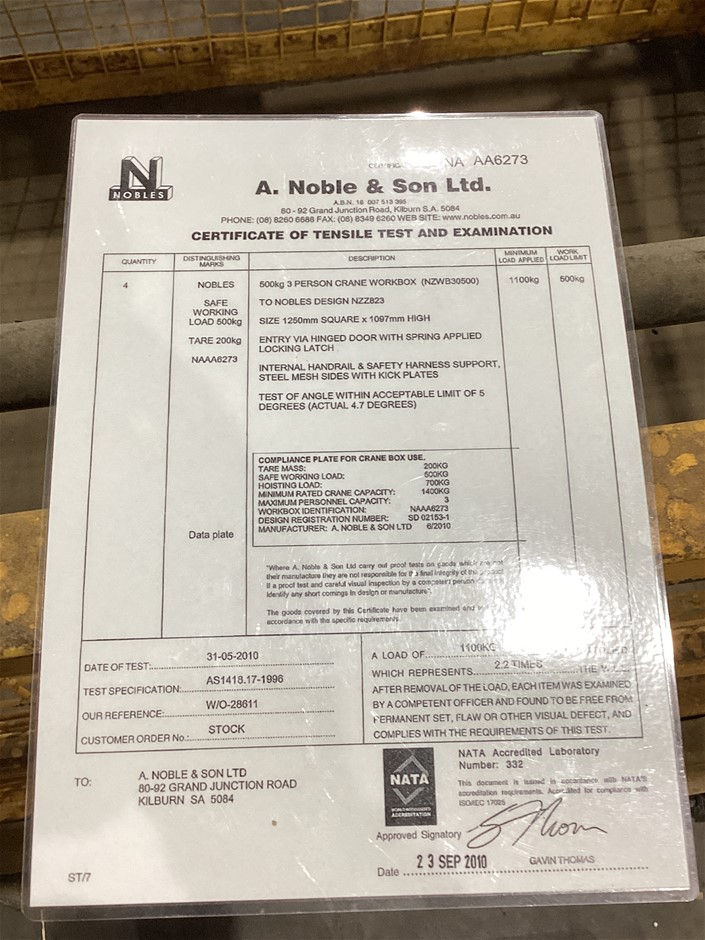 N
NOBLES
NA AA6273
A. Noble & Son Ltd.
A.B.N. 16 007 513 395
80 - 92 Grand Junction Road, Kilburn S.A. 5084
PHONE: (08) 8260 6688 FAX: (08) 8349 6260 WEB SITE: www.nobles.com.au
CERTIFICATE OF TENSILE TEST AND EXAMINATION
QUANTITY DISTINGUISHING MARKS DESCRIPTION MINIMUM LOAD APPLIED WORK LOAD LIMIT
4 NOBLES 500kg 3 PERSON CRANE WORKBOX (NZWB30500) 1100kg 500kg
SAFE TO NOBLES DESIGN NZZ823
WORKING
LOAD 500kg SIZE 1250mm SQUARE x 1097mm HIGH
TARE 200kg ENTRY VIA HINGED DOOR WITH SPRING APPLIED
LOCKING LATCH
NAAA6273
INTERNAL HANDRAIL & SAFETY HARNESS SUPPORT,
STEEL MESH SIDES WITH KICK PLATES
TEST OF ANGLE WITHIN ACCEPTABLE LIMIT OF 5
DEGREES (ACTUAL 4.7 DEGREES)
COMPLIANCE PLATE FOR CRANE BOX USE.
TARE MASS: 200KG
SAFE WORKING LOAD: 500KG
HOISTING LOAD: 700KG
MINIMUM RATED CRANE CAPACITY: 1400KG
MAXIMUM PERSONNEL CAPACITY: 3
WORKBOX IDENTIFICATION: NAAA6273
DESIGN REGISTRATION NUMBER: SD 02153-1
MANUFACTURER: A. NOBLE & SON LTD 6/2010
Data plate
"Where A. Noble & Son Ltd carry out proof tests on goods which are not
their manufacture they are not responsible for the final integrity of the product
if a proof test and careful visual inspection by a competent person
identify any short comings in design or manufacture".
The goods covered by this Certificate have been examined and
accordance with the specific requirements.
DATE OF TEST: 31-05-2010
TEST SPECIFICATION: AS1418.17-1996
OUR REFERENCE: W/O-28611
CUSTOMER ORDER No.: STOCK
A LOAD OF 1100KG
WHICH REPRESENTS 2.2 TIMES THE
AFTER REMOVAL OF THE LOAD, EACH ITEM WAS EXAMINED
BY A COMPETENT OFFICER AND FOUND TO BE FREE FROM
PERMANENT SET, FLAW OR OTHER VISUAL DEFECT, AND
COMPLIES WITH THE REQUIREMENTS OF THIS TEST.
TO: A. NOBLE & SON LTD
80-92 GRAND JUNCTION ROAD
KILBURN SA 5084
NATA
ACCREDITATION
NATA Accredited Laboratory
Number: 332
This document is issued in accordance with NATA'S
accreditation requirements. Accredited for compliance with
ISO/IEC 17025
Approved Signatory
23 SEP 2010 GAVIN THOMAS
Date
ST/7